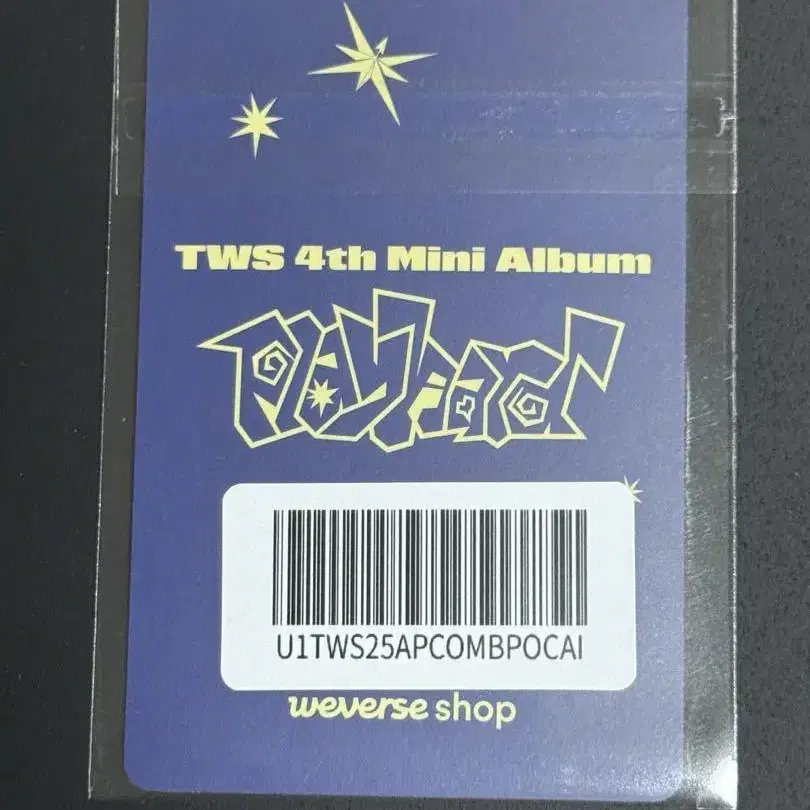 TWS 4th Mini Album
play hard
U1TWS25APCOMBPOCAI
weverse shop